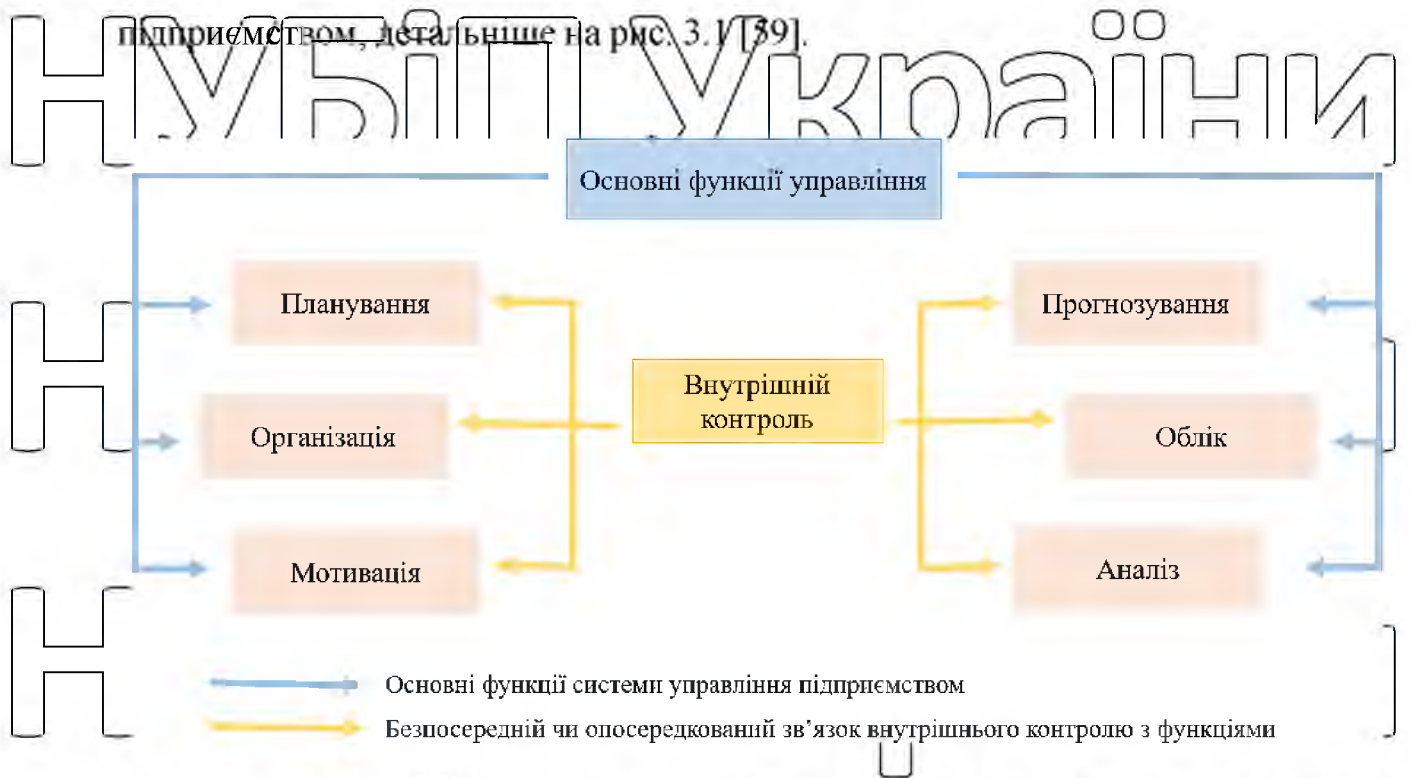 підприємством, детальніше на рис. 3.1 [59].
НУБіП України
Основні функції управління
Планування
Прогнозування
Внутрішній
контроль
Організація
Облік
Мотивація
Аналіз
Основні функції системи управління підприємством
Безпосередній чи опосередкований зв’язок внутрішнього контролю з функціями